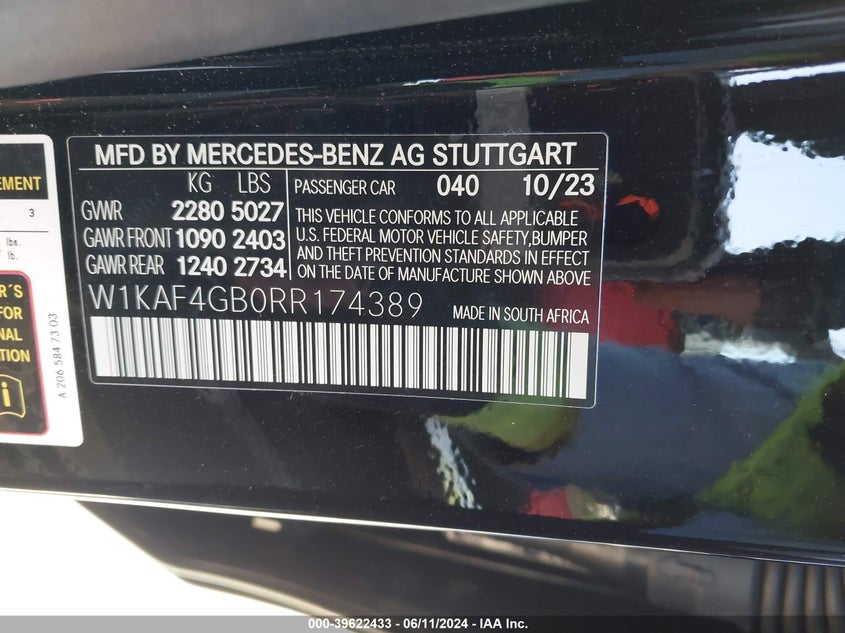 MFD BY MERCEDES-BENZ AG STUTTGART
KG LBS
GVWR 2280 5027
GAWR FRONT 1090 2403
GAWR REAR 1240 2734
PASSENGER CAR 040 10/23
THIS VEHICLE CONFORMS TO ALL APPLICABLE
U.S. FEDERAL MOTOR VEHICLE SAFETY,BUMPER
AND THEFT PREVENTION STANDARDS IN EFFECT
ON THE DATE OF MANUFACTURE SHOWN ABOVE
W1KAF4GB0RR174389
MADE IN SOUTH AFRICA
EMENT
3
lbs.
lb.
R´S
FOR
NAL
TION
i
A 206 584 73 03
000-39622433 - 06/11/2024 - IAA Inc.